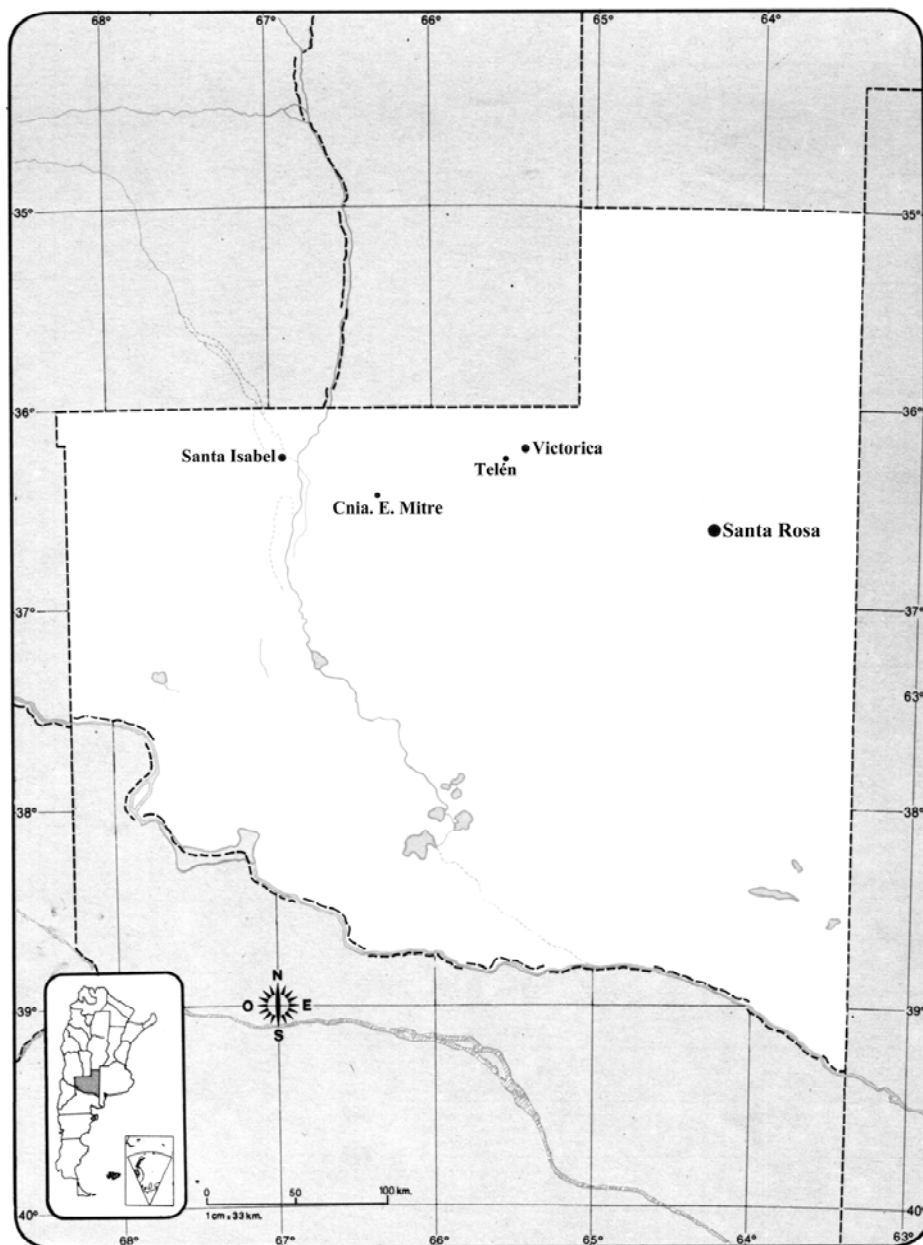 67° 66° 65° 64°
35° 35°
36° 36°
Santa Isabel
Victorica
Telén
Cnia. E. Mitre
Santa Rosa
37° 37°
63°
38° 38°
N
O E
S
39° 39°
0 50 100 km.
1 cm = 33 km.
40° 40°
68° 67° 66° 65° 64° 63°